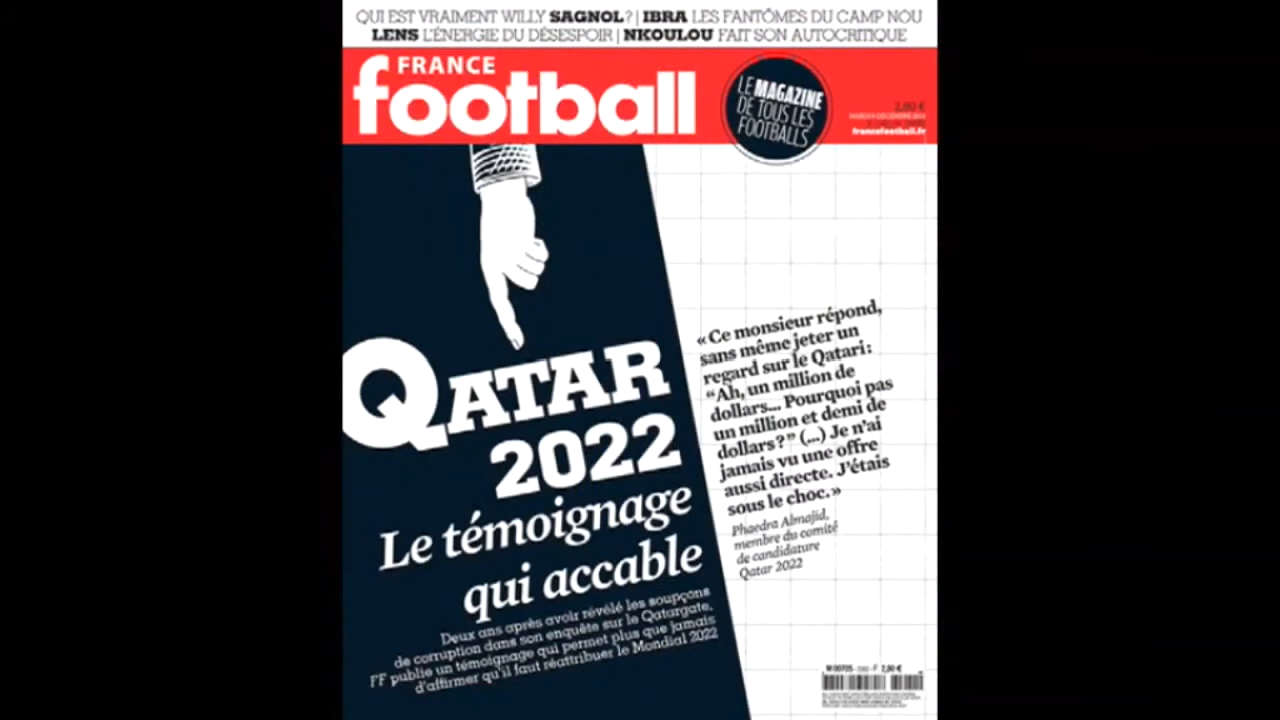 QUI EST VRAIMENT WILLY SAGNOL ? | IBRA LES FANTÔMES DU CAMP NOU
LENS L'ÉNERGIE DU DÉSESPOIR | NKOULOU FAIT SON AUTOCRITIQUE
FRANCE
football
LE MAGAZINE
DE TOUS LES
FOOTBALLS
2,80 €
francefootball.fr
QATAR
2022
Le témoignage
qui accable
Deux ans après avoir révélé les soupçons
de corruption dans son enquête sur le Qatargate,
FF publie un témoignage qui permet plus que jamais
d'affirmer qu'il faut réattribuer le Mondial 2022
« Ce monsieur répond,
sans même jeter un
regard sur le Qatari :
“Ah, un million de
dollars... Pourquoi pas
un million et demi de
dollars ?” (...) Je n'ai
jamais vu une offre
aussi directe. J'étais
sous le choc. »
Phaedra Almajid,
membre du comité
de candidature
Qatar 2022
2,80 €